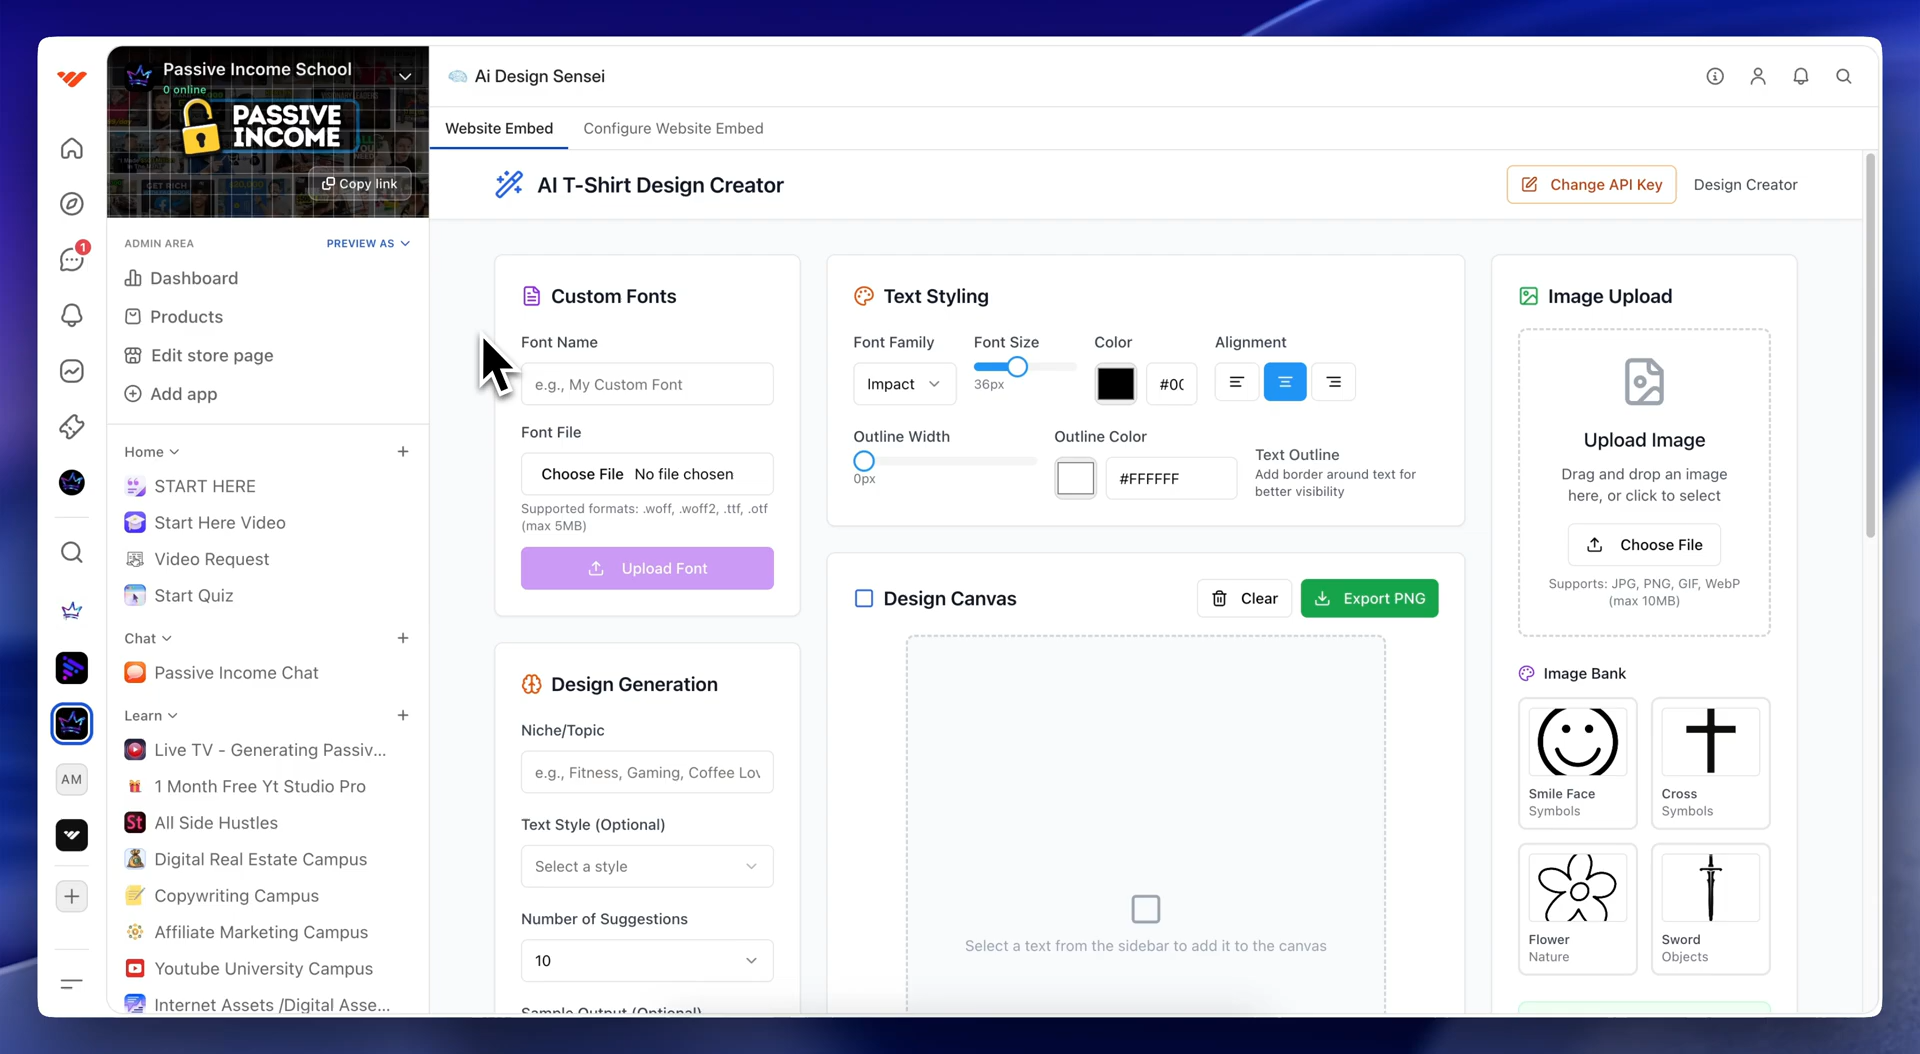 Passive Income School
0 online
PASSIVE
INCOME
Copy link
ADMIN AREA
PREVIEW AS
Dashboard
Products
Edit store page
Add app
Home
START HERE
Start Here Video
Video Request
Start Quiz
Chat
Passive Income Chat
Learn
Live TV - Generating Passiv...
1 Month Free Yt Studio Pro
St
All Side Hustles
Digital Real Estate Campus
Copywriting Campus
Affiliate Marketing Campus
Youtube University Campus
Internet Assets /Digital Asse...
1
AM
Ai Design Sensei
Website Embed
Configure Website Embed
AI T-Shirt Design Creator
Change API Key
Design Creator
Custom Fonts
Font Name
e.g., My Custom Font
Font File
Choose File No file chosen
Supported formats: .woff, .woff2, .ttf, .otf
(max 5MB)
Upload Font
Design Generation
Niche/Topic
e.g., Fitness, Gaming, Coffee Lov
Text Style (Optional)
Select a style
Number of Suggestions
10
Sample Output (Optional)
Text Styling
Font Family
Impact
Font Size
36px
Color
#0(
Alignment
Outline Width
0px
Outline Color
#FFFFFF
Text Outline
Add border around text for
better visibility
Design Canvas
Clear
Export PNG
Select a text from the sidebar to add it to the canvas
Image Upload
Upload Image
Drag and drop an image
here, or click to select
Choose File
Supports: JPG, PNG, GIF, WebP
(max 10MB)
Image Bank
Smile Face
Symbols
Cross
Symbols
Flower
Nature
Sword
Objects